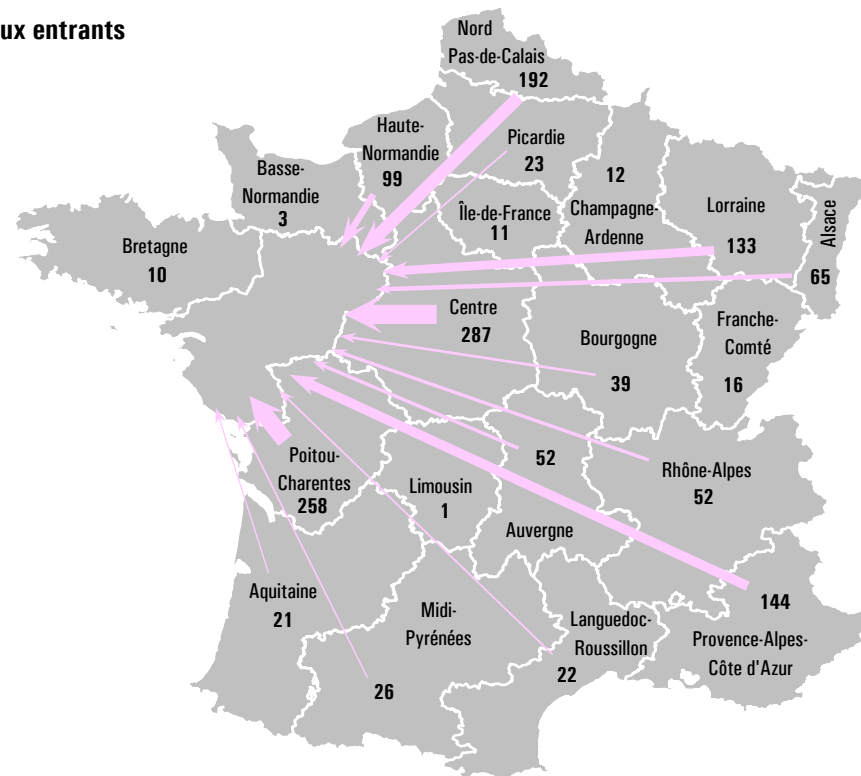 ux entrants
Nord
Pas-de-Calais
192
Haute-
Normandie
99
Picardie
23
12
Champagne-
Ardenne
Lorraine
133
Alsace
65
Basse-
Normandie
3
Île-de-France
11
Bretagne
10
Centre
287
Bourgogne
39
Franche-
Comté
16
Poitou-
Charentes
258
Limousin
1
52
Auvergne
Rhône-Alpes
52
Aquitaine
21
Midi-
Pyrénées
26
Languedoc-
Roussillon
22
144
Provence-Alpes-
Côte d'Azur